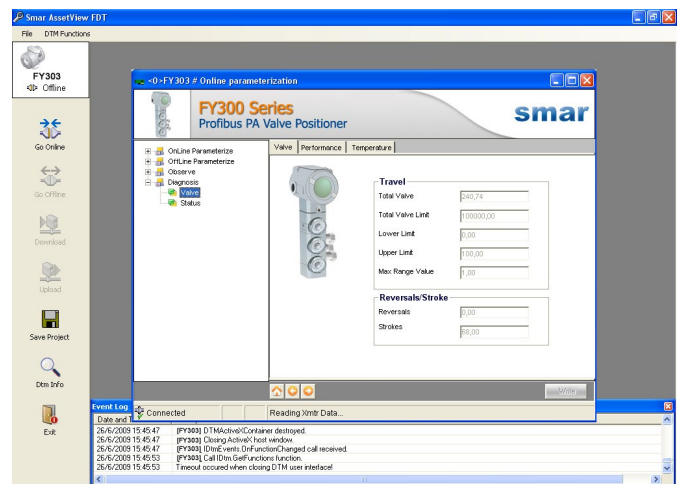 Smar AssetView FDT
File DTM Functions
FY303
Offline
Go Online
Go Offline
Download
Upload
Save Project
Dtm Info
Exit
<0>FY303 # Online parameterization
FY300 Series
Profibus PA Valve Positioner
smar
OnLine Parameterize
OffLine Parameterize
Observe
Diagnosis
Valve
Status
Valve Performance Temperature
Travel
Total Valve 240,74
Total Valve Limit 100000,00
Lower Limit 0,00
Upper Limit 100,00
Max Range Value 1,00
Reversals/Stroke
Reversals 0,00
Strokes 68,00
Write
Connected Reading Xmtr Data...
Event Log
Date and T
26/6/2009 15:45:47 [FY303] DTMActiveXContainer destroyed.
26/6/2009 15:45:47 [FY303] Closing ActiveX host window.
26/6/2009 15:45:47 [FY303] IDtmEvents.OnFunctionChanged call received.
26/6/2009 15:45:53 [FY303] Call IDtm.GetFunctions function.
26/6/2009 15:45:53 Timeout occured when closing DTM user interface!